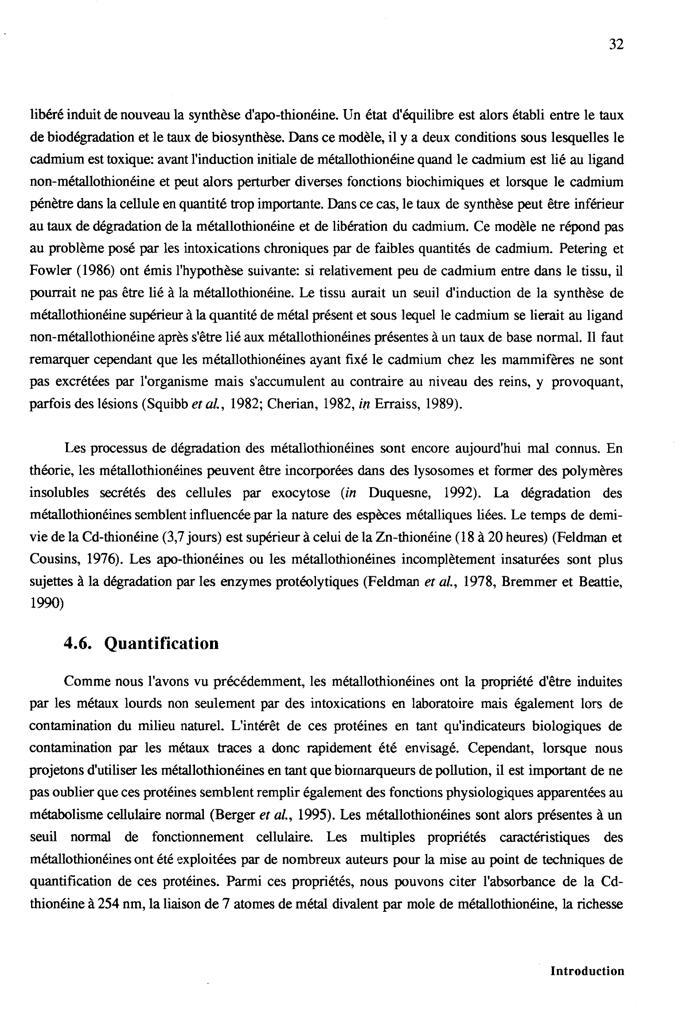 32
libéré induit de nouveau la synthèse d'apo-thionéine. Un état d'équilibre est alors établi entre le taux
de biodégradation et le taux de biosynthèse. Dans ce modèle, il y a deux conditions sous lesquelles le
cadmium est toxique: avant l'induction initiale de métallothionéine quand le cadmium est lié au ligand
non-métallothionéine et peut alors perturber diverses fonctions biochimiques et lorsque le cadmium
pénètre dans la cellule en quantité trop importante. Dans ce cas, le taux de synthèse peut être inférieur
au taux de dégradation de la métallothionéine et de libération du cadmium. Ce modèle ne répond pas
au problème posé par les intoxications chroniques par de faibles quantités de cadmium. Petering et
Fowler (1986) ont émis l'hypothèse suivante: si relativement peu de cadmium entre dans le tissu, il
pourrait ne pas être lié à la métallothionéine. Le tissu aurait un seuil d'induction de la synthèse de
métallothionéine supérieur à la quantité de métal présent et sous lequel le cadmium se lierait au ligand
non-métallothionéine après s'être lié aux métallothionéines présentes à un taux de base normal. Il faut
remarquer cependant que les métallothionéines ayant fixé le cadmium chez les mammifères ne sont
pas excrétées par l'organisme mais s'accumulent au contraire au niveau des reins, y provoquant,
parfois des lésions (Squibb et al., 1982; Cherian, 1982, in Erraiss, 1989).
Les processus de dégradation des métallothionéines sont encore aujourd'hui mal connus. En
théorie, les métallothionéines peuvent être incorporées dans des lysosomes et former des polymères
insolubles secrétés des cellules par exocytose (in Duquesne, 1992). La dégradation des
métallothionéines semblent influencée par la nature des espèces métalliques liées. Le temps de demi-
vie de la Cd-thionéine (3,7 jours) est supérieur à celui de la Zn-thionéine (18 à 20 heures) (Feldman et
Cousins, 1976). Les apo-thionéines ou les métallothionéines incomplètement insaturées sont plus
sujettes à la dégradation par les enzymes protéolytiques (Feldman et al., 1978, Bremmer et Beattie,
1990)
4.6. Quantification
Comme nous l'avons vu précédemment, les métallothionéines ont la propriété d'être induites
par les métaux lourds non seulement par des intoxications en laboratoire mais également lors de
contamination du milieu naturel. L'intérêt de ces protéines en tant qu'indicateurs biologiques de
contamination par les métaux traces a donc rapidement été envisagé. Cependant, lorsque nous
projetons d'utiliser les métallothionéines en tant que biomarqueurs de pollution, il est important de ne
pas oublier que ces protéines semblent remplir également des fonctions physiologiques apparentées au
métabolisme cellulaire normal (Berger et al., 1995). Les métallothionéines sont alors présentes à un
seuil normal de fonctionnement cellulaire. Les multiples propriétés caractéristiques des
métallothionéines ont été exploitées par de nombreux auteurs pour la mise au point de techniques de
quantification de ces protéines. Parmi ces propriétés, nous pouvons citer l'absorbance de la Cd-
thionéine à 254 nm, la liaison de 7 atomes de métal divalent par mole de métallothionéine, la richesse
Introduction